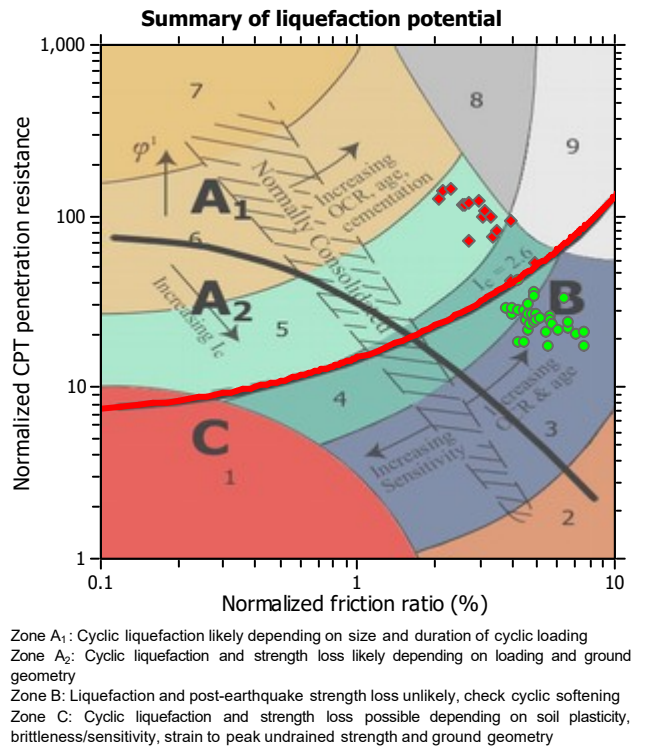 Summary of liquefaction potential
1,000
7
8
9
φ'
Increasing
OCR, age,
cementation
A1
Normally Consolidated
100
6
A2
Increasing Ic
5
Ic = 2.6
B
10
4
Increasing
OCR & age
C
1
Increasing
Sensitivity
3
2
1
0.1
1
10
Normalized CPT penetration resistance
Normalized friction ratio (%)
Zone A1: Cyclic liquefaction likely depending on size and duration of cyclic loading
Zone A2: Cyclic liquefaction and strength loss likely depending on loading and ground
geometry
Zone B: Liquefaction and post-earthquake strength loss unlikely, check cyclic softening
Zone C: Cyclic liquefaction and strength loss possible depending on soil plasticity,
brittleness/sensitivity, strain to peak undrained strength and ground geometry